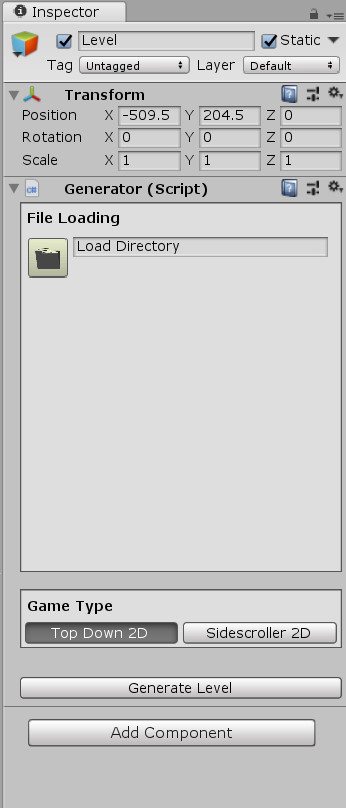 Inspector
Level Static
Tag Untagged Layer Default
Transform
Position X -509.5 Y 204.5 Z 0
Rotation X 0 Y 0 Z 0
Scale X 1 Y 1 Z 1
Generator (Script)
File Loading
Load Directory
Game Type
Top Down 2D Sidescroller 2D
Generate Level
Add Component